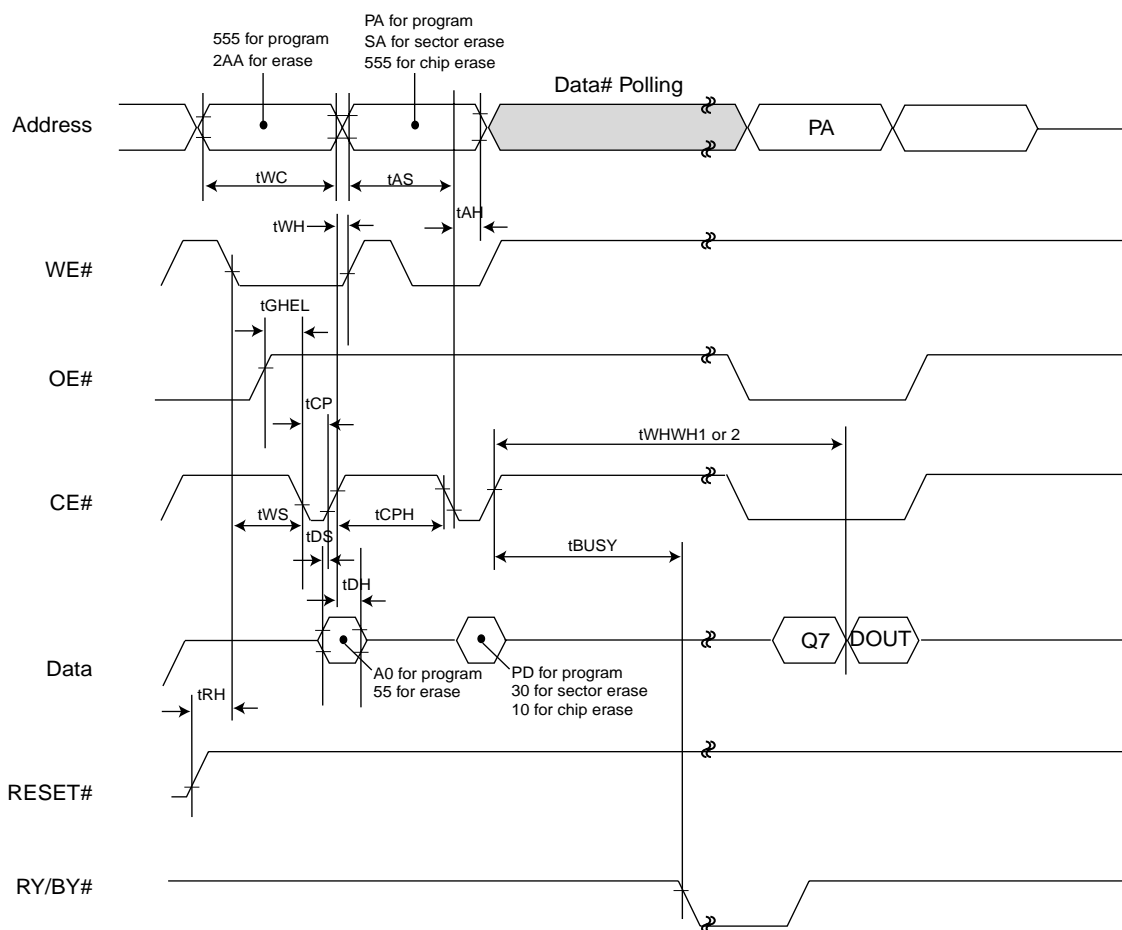 555 for program
2AA for erase
PA for program
SA for sector erase
555 for chip erase
Data# Polling
Address
PA
tWC
tAS
tAH
tWH
WE#
tGHEL
OE#
tCP
tWHWH1 or 2
CE#
tWS
tCPH
tDS
tBUSY
tDH
Data
Q7
DOUT
A0 for program
55 for erase
PD for program
30 for sector erase
10 for chip erase
tRH
RESET#
RY/BY#